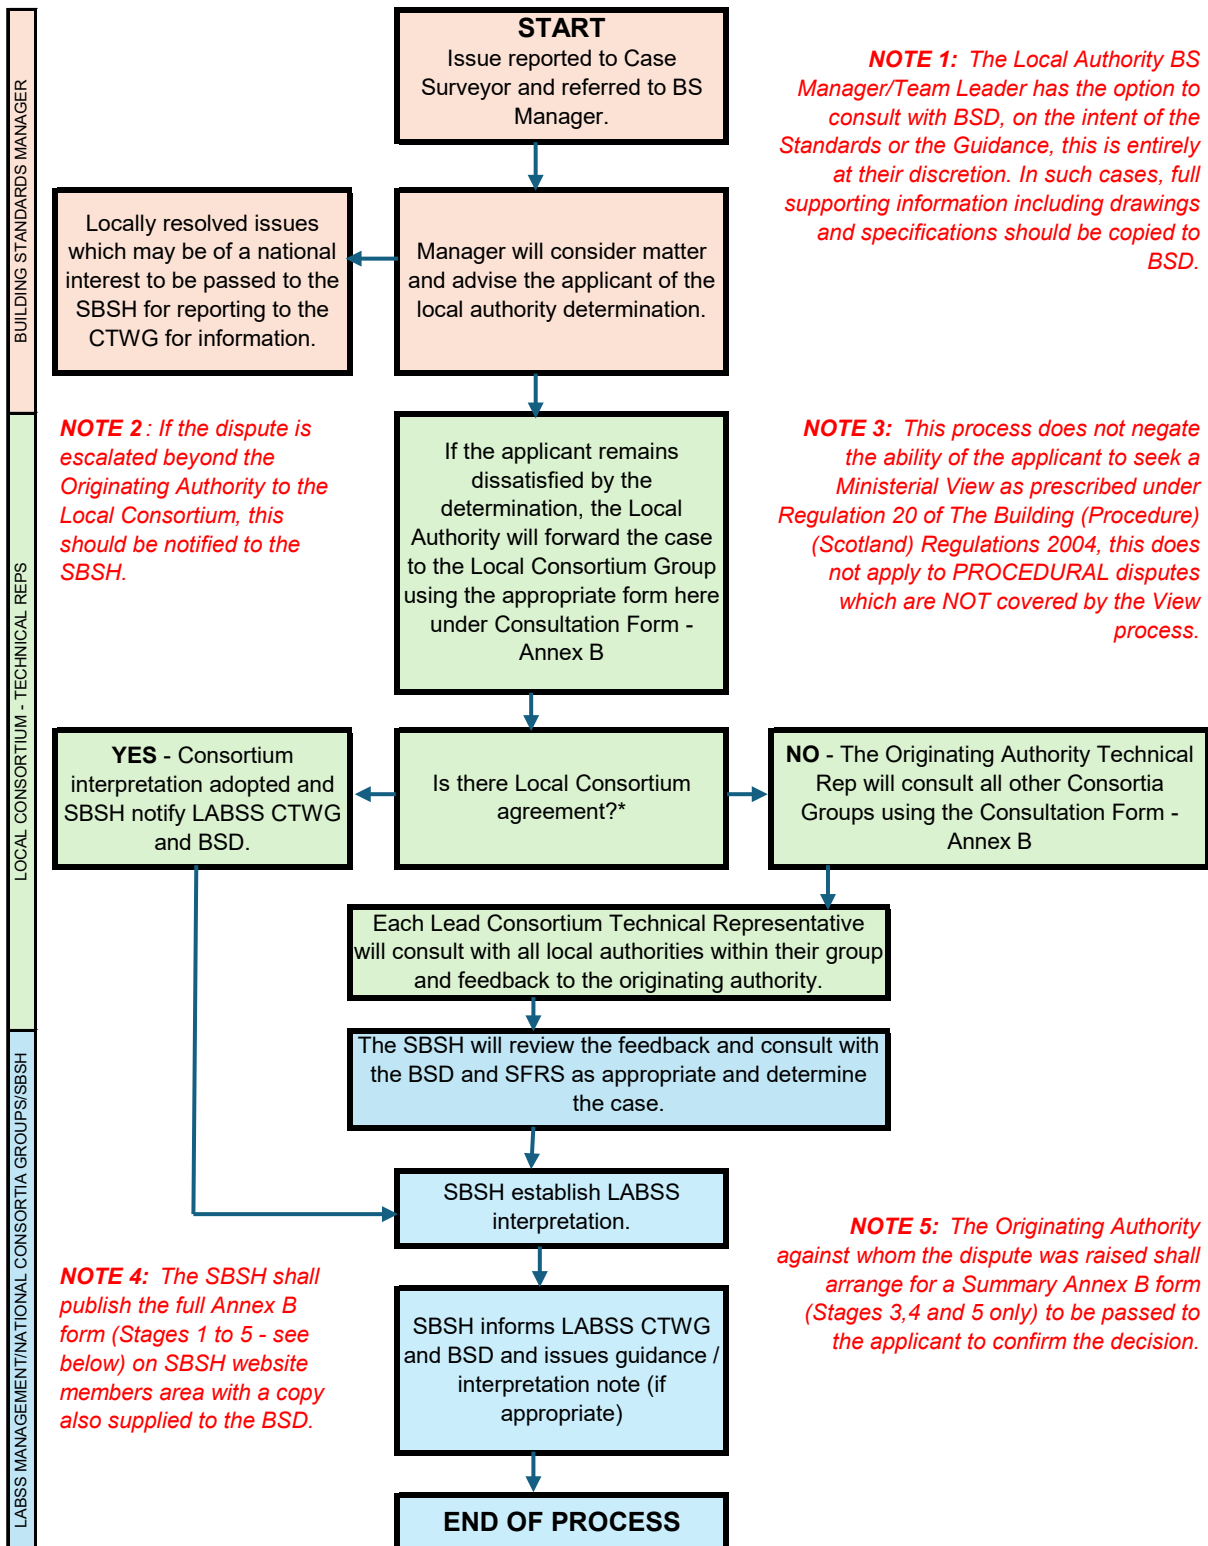 BUILDING STANDARDS MANAGER
START
Issue reported to Case
Surveyor and referred to BS
Manager.
NOTE 1: The Local Authority BS
Manager/Team Leader has the option to
consult with BSD, on the intent of the
Standards or the Guidance, this is entirely
at their discretion. In such cases, full
supporting information including drawings
and specifications should be copied to
BSD.
Locally resolved issues
which may be of a national
interest to be passed to the
SBSH for reporting to the
CTWG for information.
Manager will consider matter
and advise the applicant of the
local authority determination.
LOCAL CONSORTIUM - TECHNICAL REPS
NOTE 2 : If the dispute is
escalated beyond the
Originating Authority to the
Local Consortium, this
should be notified to the
SBSH.
If the applicant remains
dissatisfied by the
determination, the Local
Authority will forward the case
to the Local Consortium Group
using the appropriate form here
under Consultation Form -
Annex B
NOTE 3: This process does not negate
the ability of the applicant to seek a
Ministerial View as prescribed under
Regulation 20 of The Building (Procedure)
(Scotland) Regulations 2004, this does
not apply to PROCEDURAL disputes
which are NOT covered by the View
process.
YES - Consortium
interpretation adopted and
SBSH notify LABSS CTWG
and BSD.
Is there Local Consortium
agreement?*
NO - The Originating Authority Technical
Rep will consult all other Consortia
Groups using the Consultation Form -
Annex B
Each Lead Consortium Technical Representative
will consult with all local authorities within their group
and feedback to the originating authority.
LABSS MANAGEMENT/NATIONAL CONSORTIA GROUPS/SBSH
The SBSH will review the feedback and consult with
the BSD and SFRS as appropriate and determine
the case.
SBSH establish LABSS
interpretation.
NOTE 4: The SBSH shall
publish the full Annex B
form (Stages 1 to 5 - see
below) on SBSH website
members area with a copy
also supplied to the BSD.
SBSH informs LABSS CTWG
and BSD and issues guidance /
interpretation note (if
appropriate)
NOTE 5: The Originating Authority
against whom the dispute was raised shall
arrange for a Summary Annex B form
(Stages 3,4 and 5 only) to be passed to
the applicant to confirm the decision.
END OF PROCESS